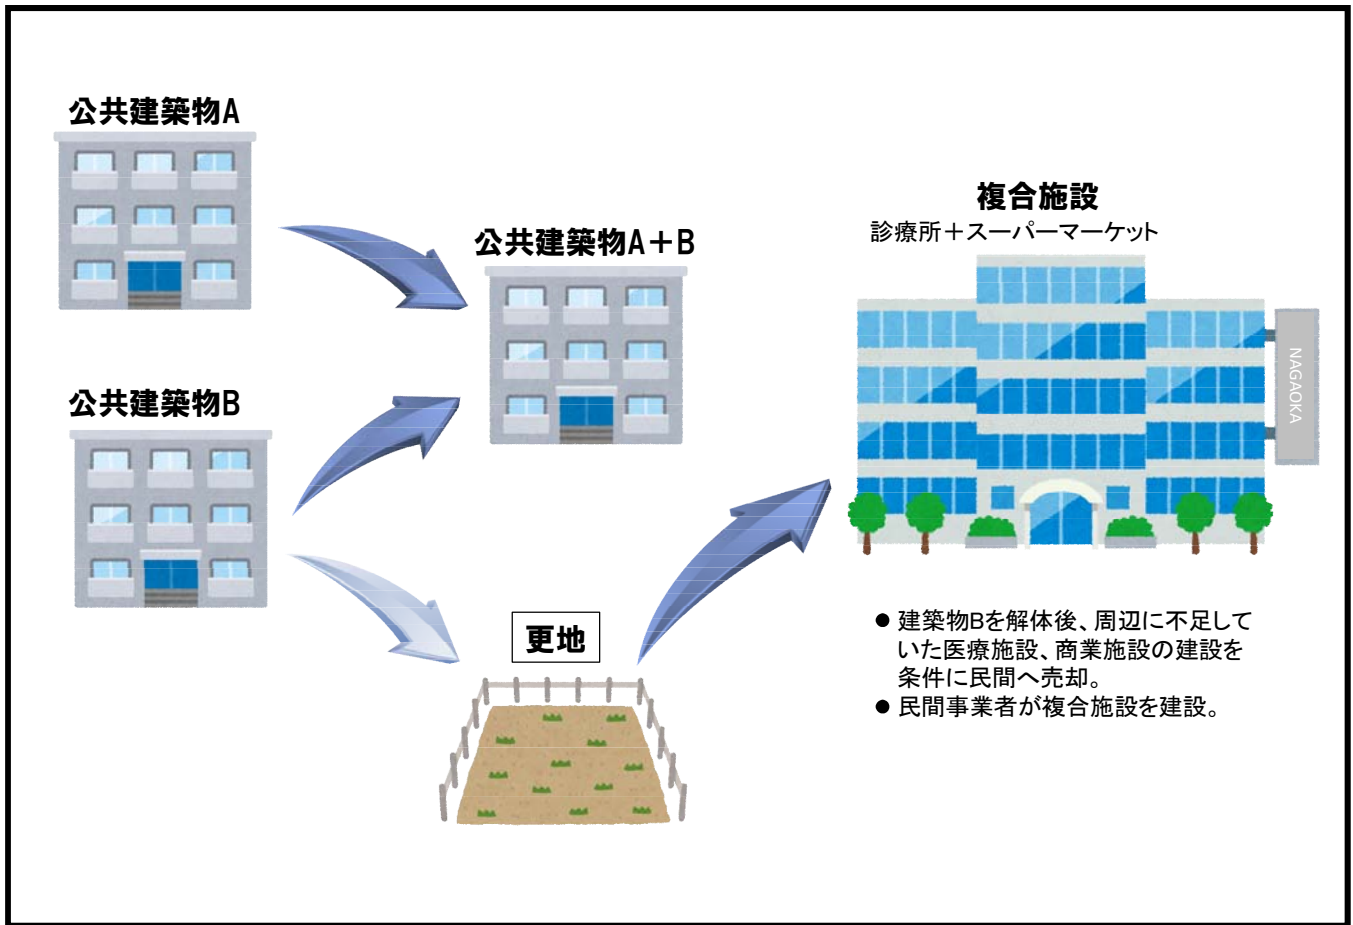 公共建築物A
公共建築物B
公共建築物A+B
更地
複合施設
診療所+スーパーマーケット
NAGAOKA
● 建築物Bを解体後、周辺に不足して
いた医療施設、商業施設の建設を
条件に民間へ売却。
● 民間事業者が複合施設を建設。